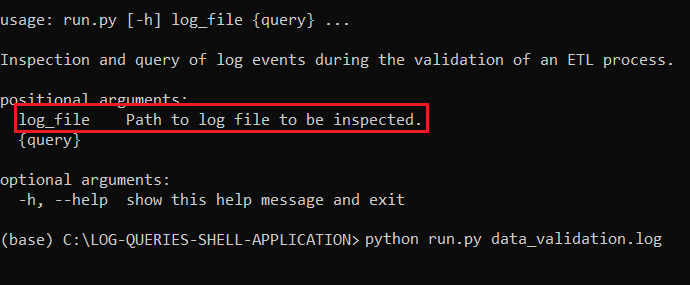 usage: run.py [-h] log_file {query} ...
Inspection and query of log events during the validation of an ETL process.
positional arguments:
log_file    Path to log file to be inspected.
{query}
optional arguments:
-h, --help  show this help message and exit
(base) C:\LOG-QUERIES-SHELL-APPLICATION> python run.py data_validation.log